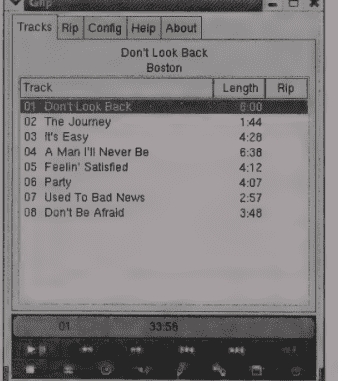 Grip
Tracks Rip Config Help About
Don't Look Back
Boston
Track Length Rip
01 Don't Look Back 6:00
02 The Journey 1:44
03 It's Easy 4:28
04 A Man I'll Never Be 6:38
05 Feelin' Satisfied 4:12
06 Party 4:07
07 Used To Bad News 2:57
08 Don't Be Afraid 3:48
01 33:56